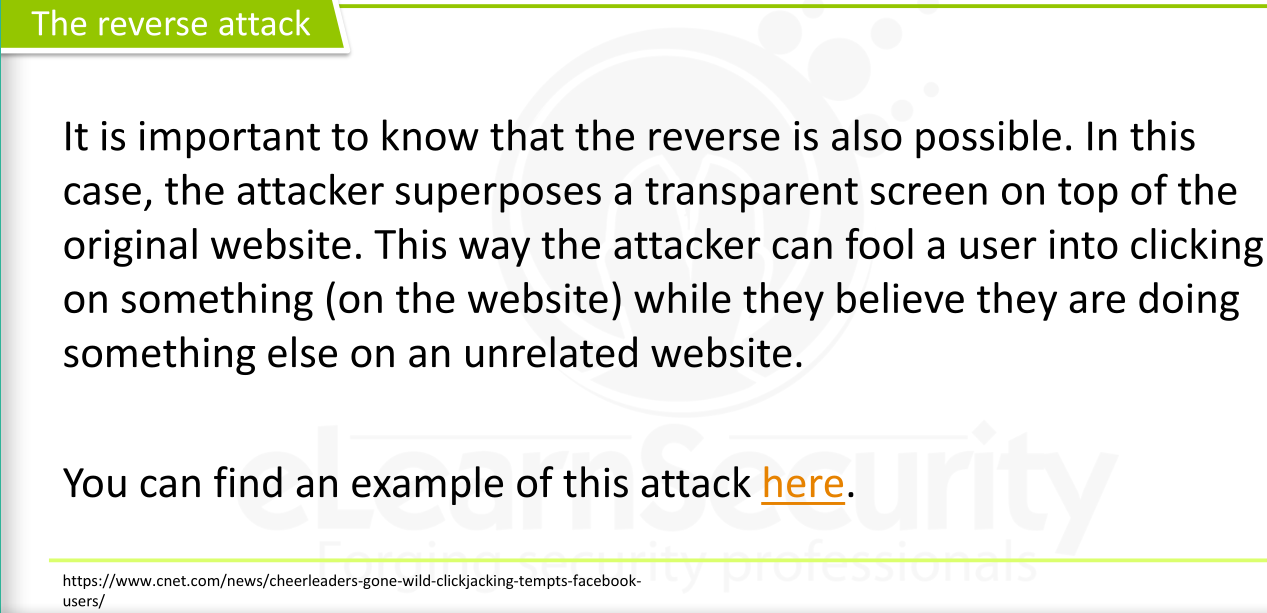 The reverse attack
It is important to know that the reverse is also possible. In this
case, the attacker superposes a transparent screen on top of the
original website. This way the attacker can fool a user into clicking
on something (on the website) while they believe they are doing
something else on an unrelated website.
You can find an example of this attack here.
eLearnSecurity
Forging security professionals
https://www.cnet.com/news/cheerleaders-gone-wild-clickjacking-tempts-facebook-
users/